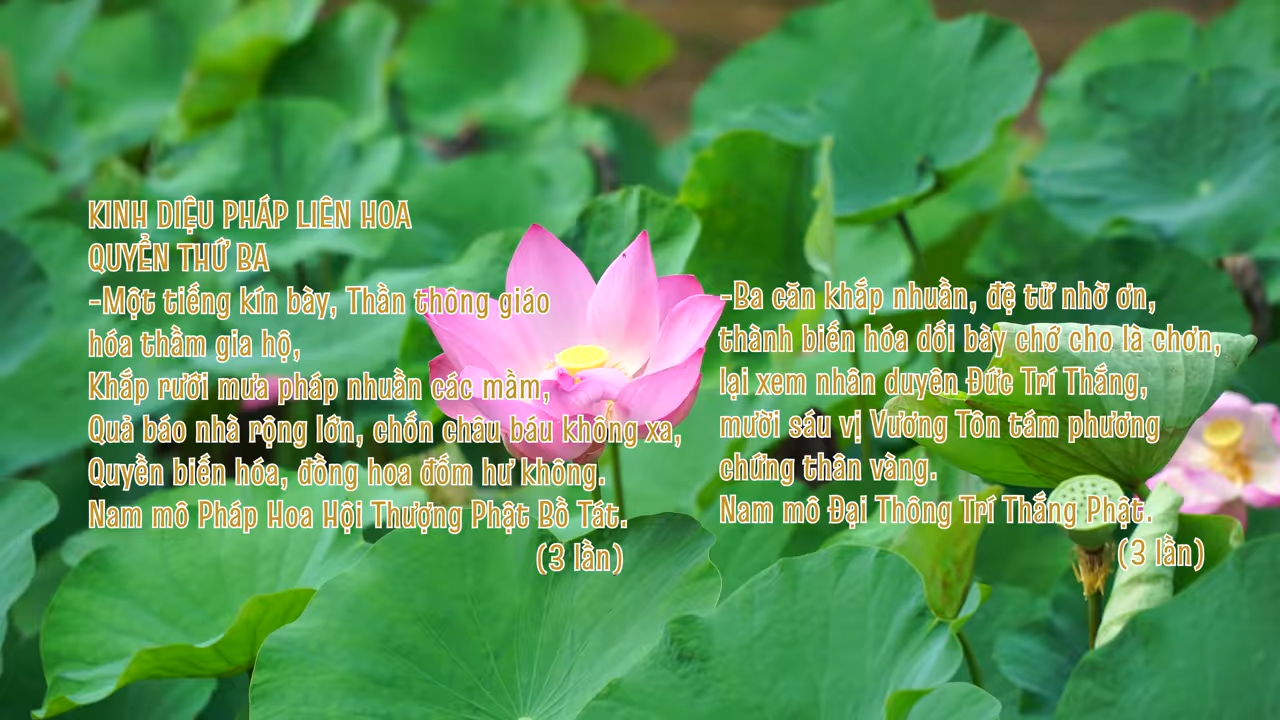 KINH DIỆU PHÁP LIÊN HOA
QUYỂN THỨ BA
-Một tiếng kín bày, Thần thông giáo
hóa thầm gia hộ,
Khắp rưới mưa pháp nhuần các mầm,
Quả báo nhà rộng lớn, chốn châu báu không xa,
Quyền biến hóa, đồng hoa đốm hư không.
Nam mô Pháp Hoa Hội Thượng Phật Bồ Tát.
(3 lần)
-Ba căn khắp nhuần, đệ tử nhờ ơn,
thành biến hóa dối bày chớ cho là chơn,
lại xem nhân duyên Đức Trí Thắng,
mười sáu vị Vương Tôn tám phương
chứng thân vàng.
Nam mô Đại Thông Trí Thắng Phật.
(3 lần)